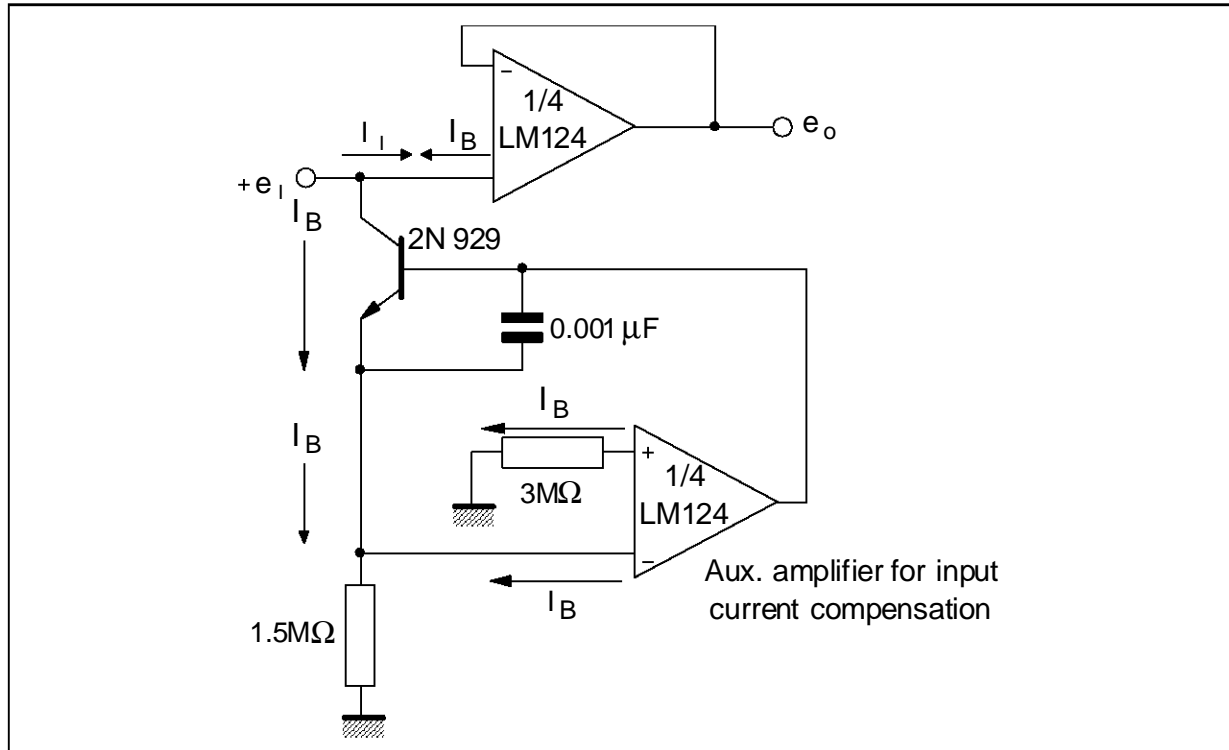 −
1/4
LM124
I I
I B
e o
+e I
I B
2N 929
0.001 µF
I B
I B
+
1/4
LM124
3MΩ
−
I B
Aux. amplifier for input
current compensation
1.5MΩ